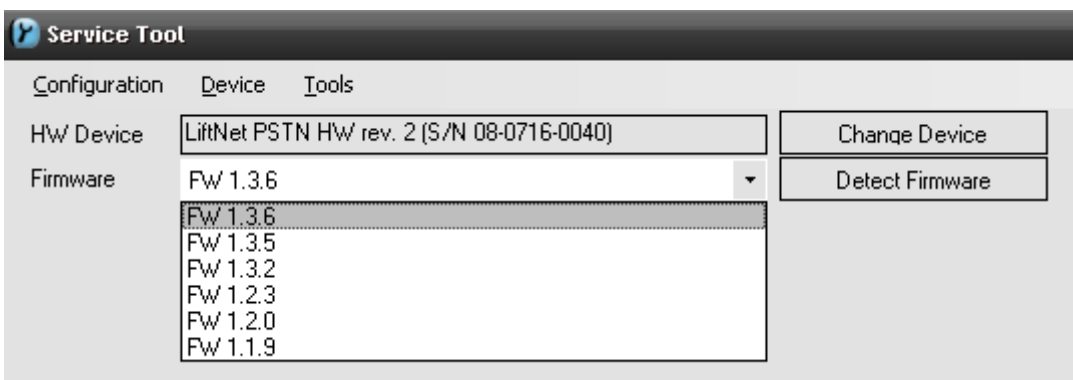 Service Tool
Configuration Device Tools
HW Device LiftNet PSTN HW rev. 2 (S/N 08-0716-0040) Change Device
Firmware FW 1.3.6 Detect Firmware
FW 1.3.6
FW 1.3.5
FW 1.3.2
FW 1.2.3
FW 1.2.0
FW 1.1.9